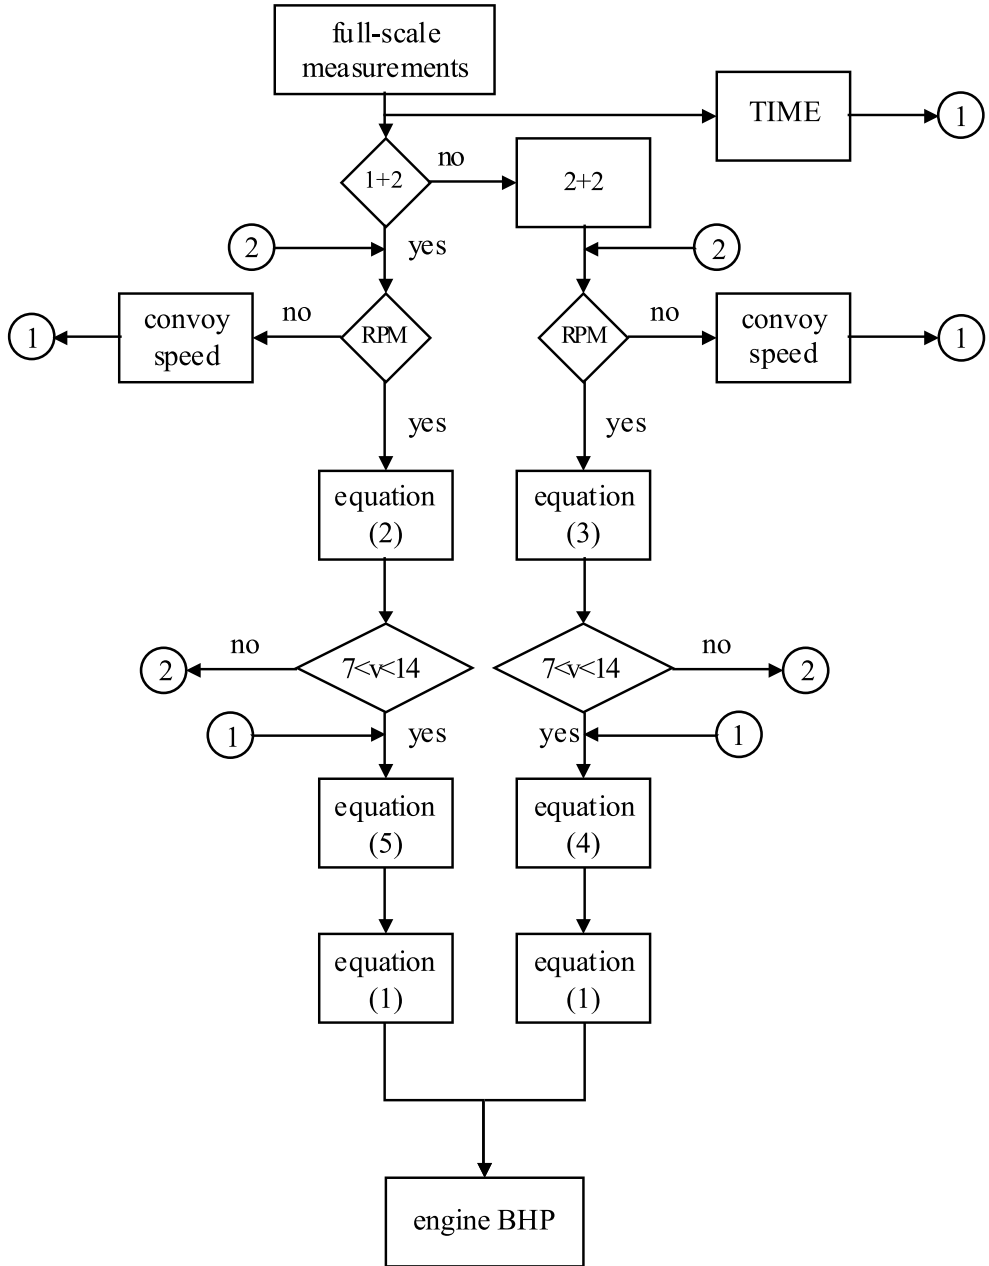 full-scale
measurements
TIME
1
1+2
no
2+2
2
yes
2
1
convoy
speed
no
RPM
RPM
no
convoy
speed
1
yes
yes
equation
(2)
equation
(3)
2
no
7<v<14
7<v<14
no
2
1
yes
yes
1
equation
(5)
equation
(4)
equation
(1)
equation
(1)
engine BHP